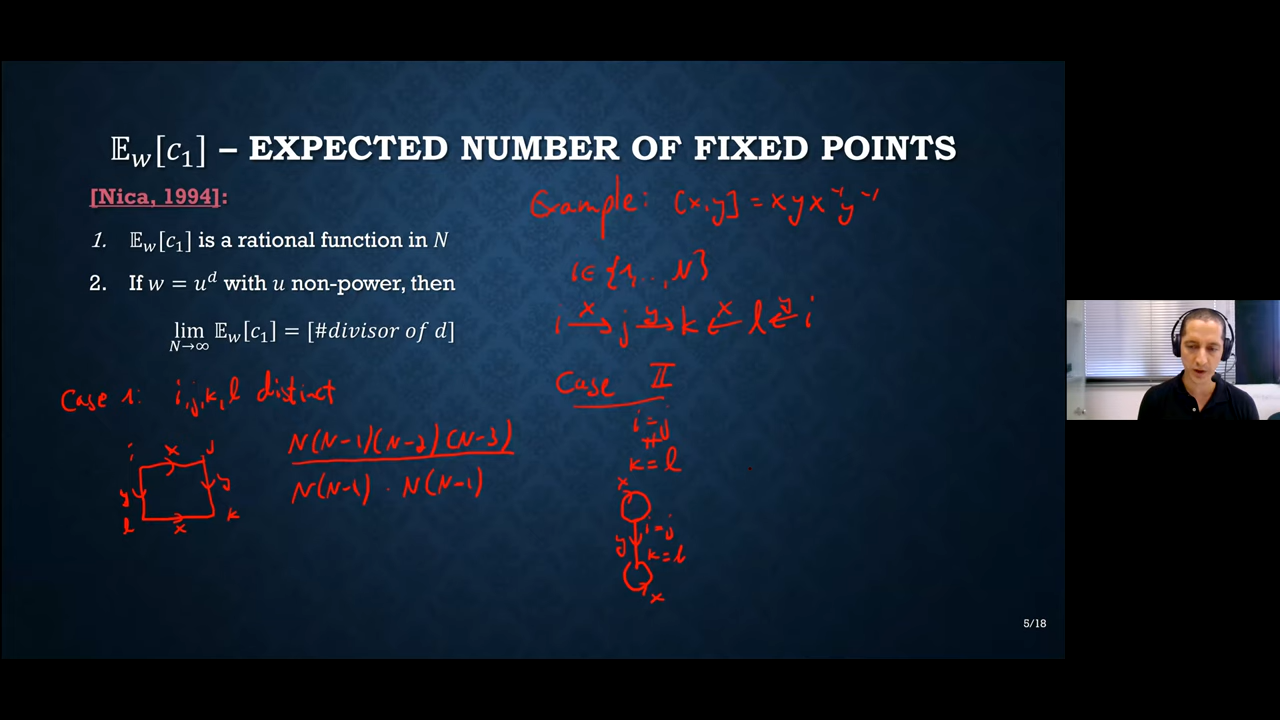 𝔼_w[c₁] – EXPECTED NUMBER OF FIXED POINTS
[Nica, 1994]:
1. 𝔼_w[c₁] is a rational function in N
2. If w = u^d with u non-power, then
lim_{N→∞} 𝔼_w[c₁] = [#divisor of d]
Case 1: i,j,k,l distinct
i x j
y y
l x k
N(N-1)(N-2)(N-3)
N(N-1) · N(N-1)
Example: [x,y] = x y x⁻¹ y⁻¹
i ∈ {1,..,N}
i →x j →y k ←x l ←y i
Case II
i = j
≠
k = l
x
i = j
y
k = l
x
5/18